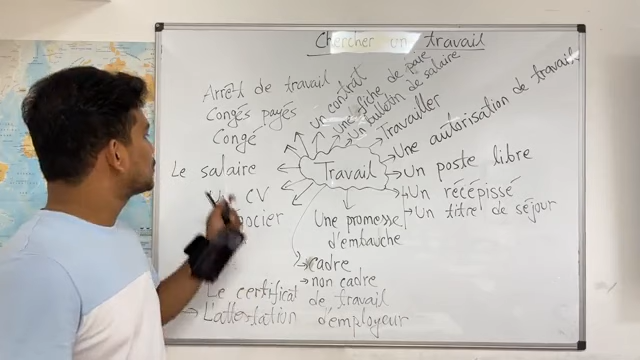 Chercher un travail
Arrêt de travail
Congés payés
Congé
Le salaire
CV
un contrat
une fiche de paie
un bulletin de salaire
Travailler
Une autorisation de travail
Un poste libre
Un récépissé
Un titre de séjour
Travail
Une promesse
d'embauche
cadre
non cadre
Le certificat de travail
L'attestation d'employeur